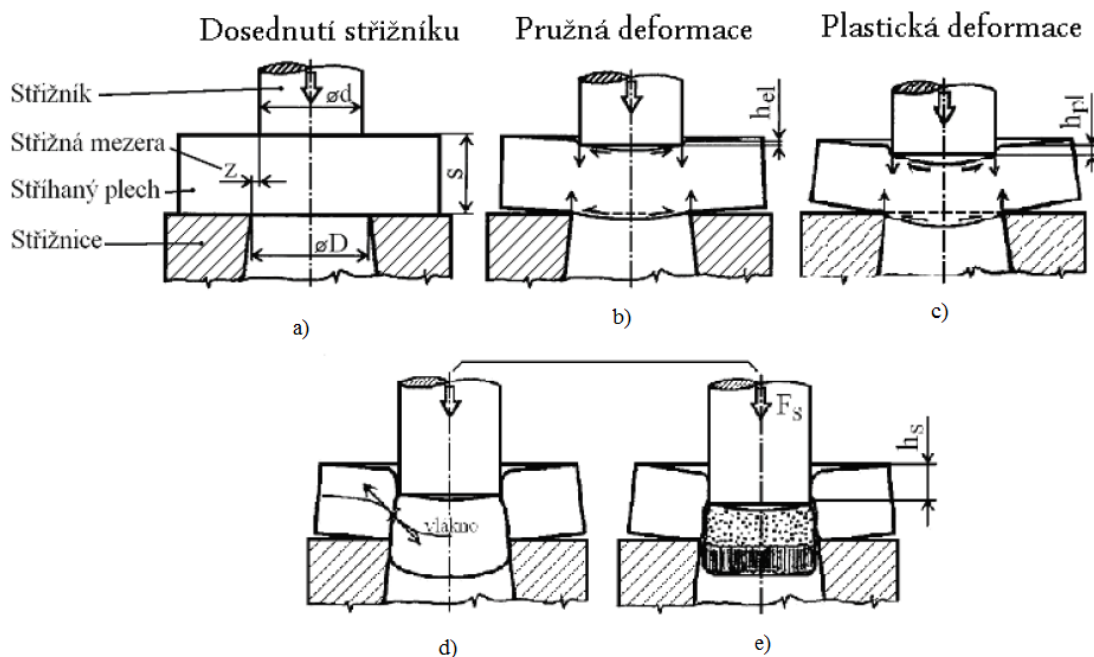 Dosednutí střižníku
Pružná deformace
Plastická deformace
Střižník
Střižná mezera
Stříhaný plech
Střižnice
ød
z
s
øD
h_el
h_pl
a)
b)
c)
vlákno
F_s
h_s
d)
e)